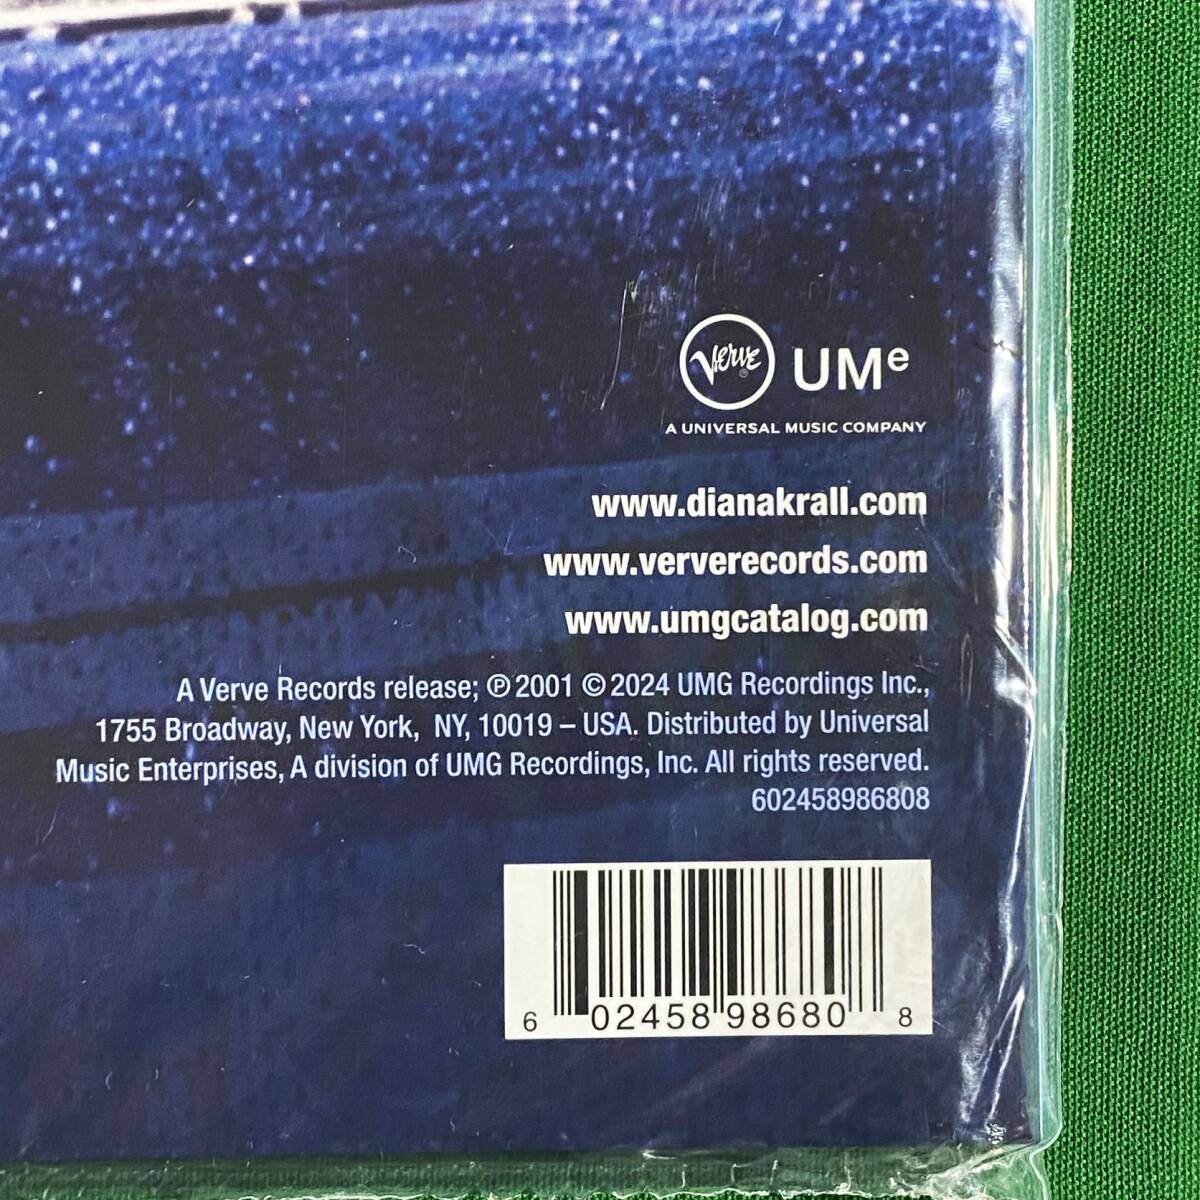 Verve®
UMe
A UNIVERSAL MUSIC COMPANY
www.dianakrall.com
www.ververecords.com
www.umgcatalog.com
A Verve Records release; ℗ 2001 © 2024 UMG Recordings Inc.,
1755 Broadway, New York, NY, 10019 – USA. Distributed by Universal
Music Enterprises, A division of UMG Recordings, Inc. All rights reserved.
602458986808
6 02458 98680 8